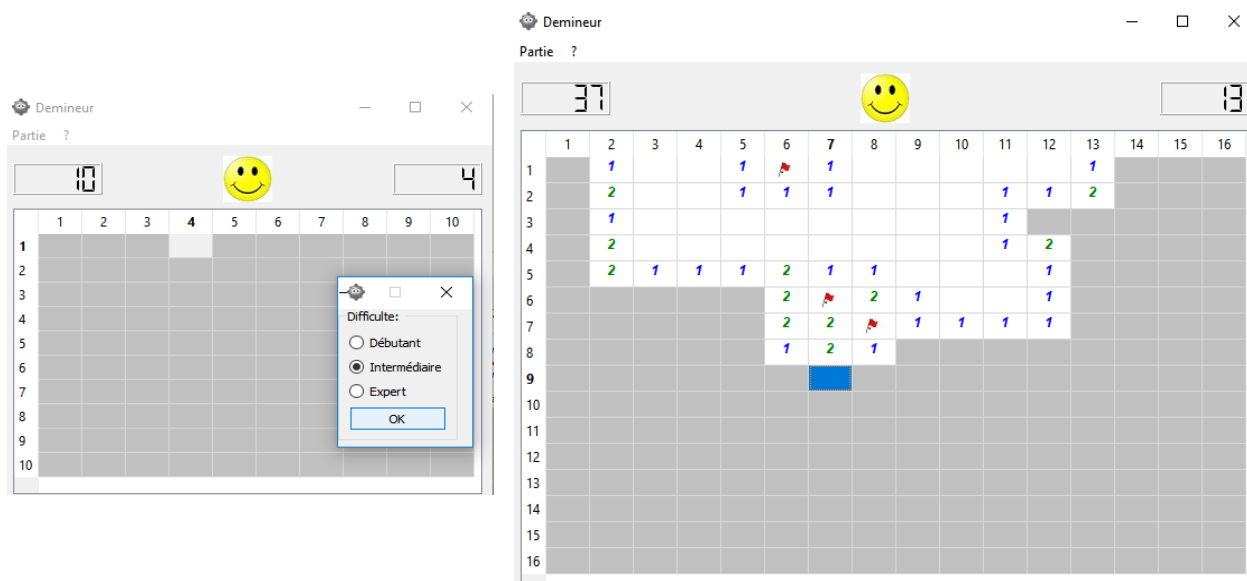 Demineur
Partie ?
10 4
1 2 3 4 5 6 7 8 9 10
1
2
3
4
5
6
7
8
9
10
Difficulte:
Débutant
Intermédiaire
Expert
OK
Demineur
Partie ?
37 13
1 2 3 4 5 6 7 8 9 10 11 12 13 14 15 16
1 1 1 1 1
2 2 1 1 1 1 1 2
3 1 1
4 2 1 2
5 2 1 1 1 2 1 1 1
6 2 2 1 1
7 2 2 1 1 1 1
8 1 2 1
9
10
11
12
13
14
15
16